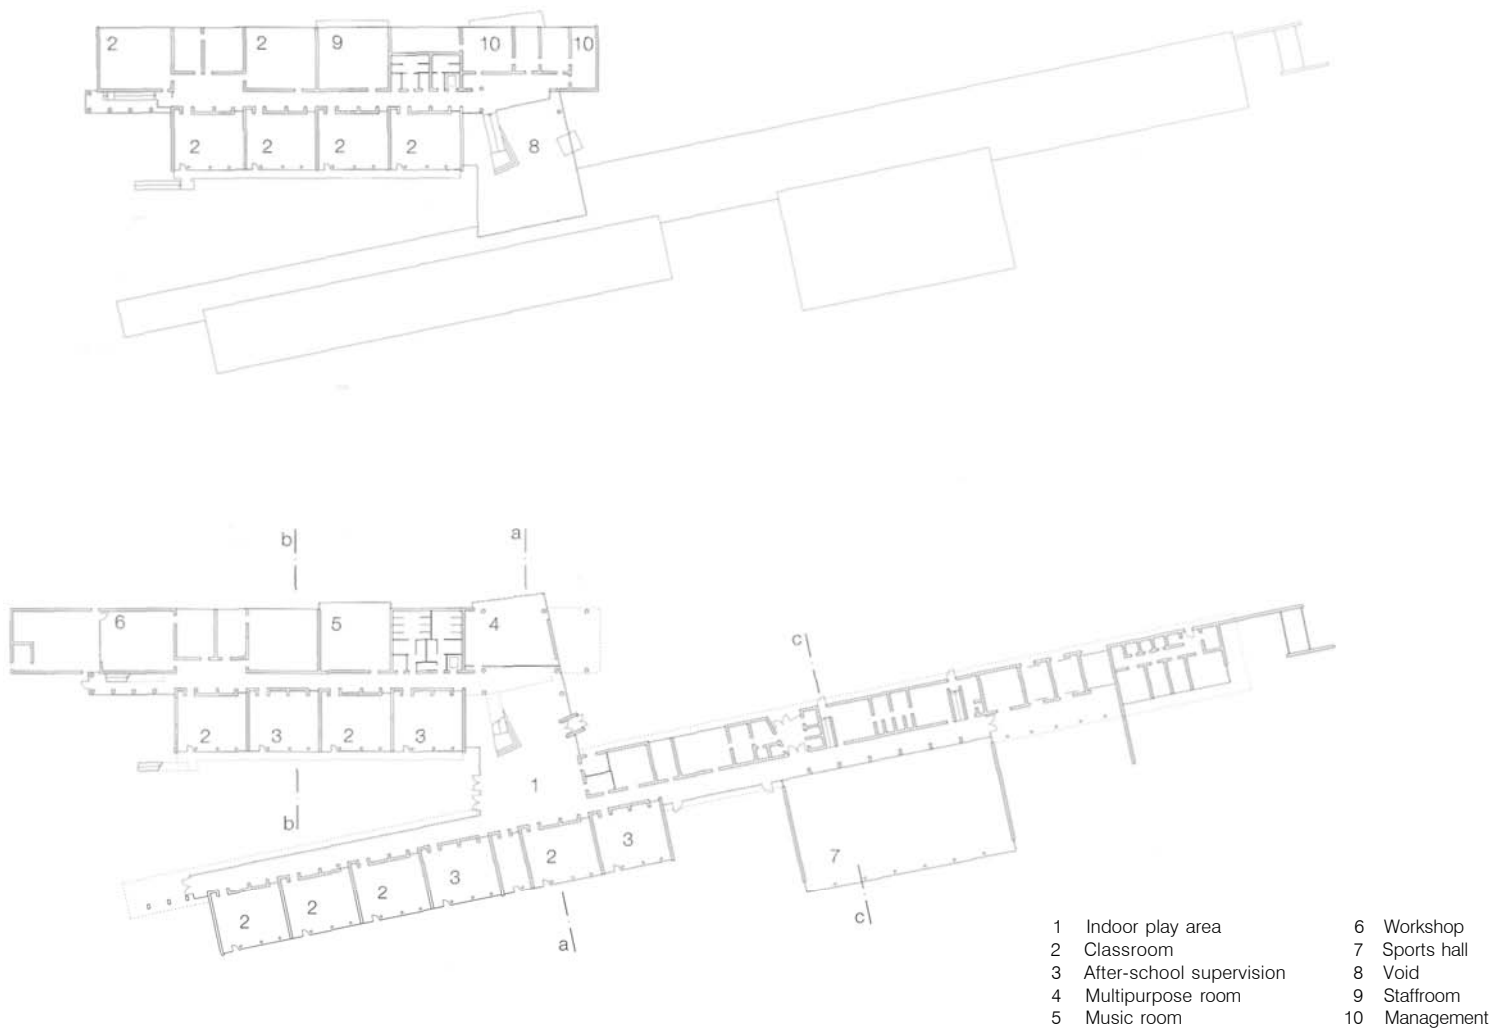 2 2 9 10 10
2 2 2 2 8
b a
6 5 4
c
2 3 2 3
1
b
3
2
7
3
2
2
2
c
a
1 Indoor play area
2 Classroom
3 After-school supervision
4 Multipurpose room
5 Music room
6 Workshop
7 Sports hall
8 Void
9 Staffroom
10 Management